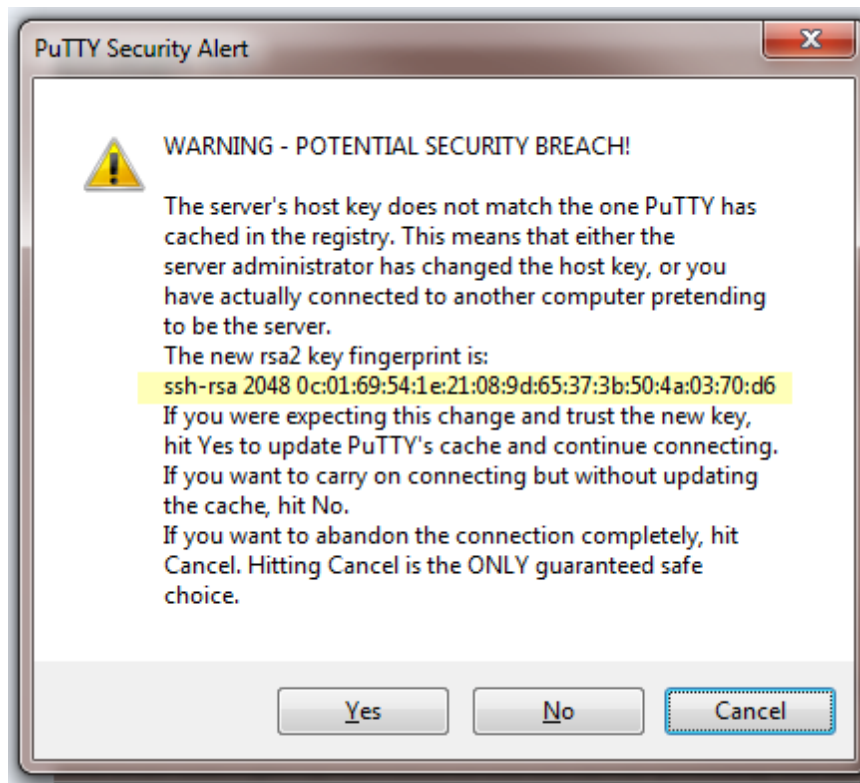 PuTTY Security Alert
WARNING - POTENTIAL SECURITY BREACH!
The server's host key does not match the one PuTTY has
cached in the registry. This means that either the
server administrator has changed the host key, or you
have actually connected to another computer pretending
to be the server.
The new rsa2 key fingerprint is:
ssh-rsa 2048 0c:01:69:54:1e:21:08:9d:65:37:3b:50:4a:03:70:d6
If you were expecting this change and trust the new key,
hit Yes to update PuTTY's cache and continue connecting.
If you want to carry on connecting but without updating
the cache, hit No.
If you want to abandon the connection completely, hit
Cancel. Hitting Cancel is the ONLY guaranteed safe
choice.
Yes No Cancel